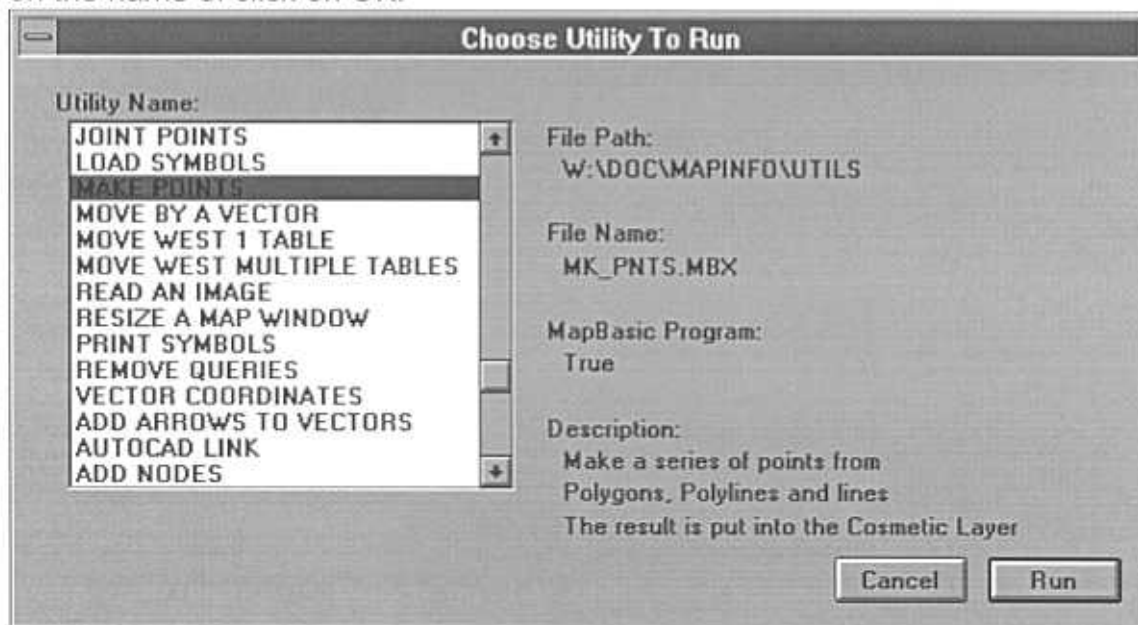 Choose Utility To Run
Utility Name:
JOINT POINTS
LOAD SYMBOLS
MAKE POINTS
MOVE BY A VECTOR
MOVE WEST 1 TABLE
MOVE WEST MULTIPLE TABLES
READ AN IMAGE
RESIZE A MAP WINDOW
PRINT SYMBOLS
REMOVE QUERIES
VECTOR COORDINATES
ADD ARROWS TO VECTORS
AUTOCAD LINK
ADD NODES
File Path:
W:\DOC\MAPINFO\UTILS
File Name:
MK_PNTS.MBX
MapBasic Program:
True
Description:
Make a series of points from
Polygons, Polylines and lines
The result is put into the Cosmetic Layer
Cancel
Run